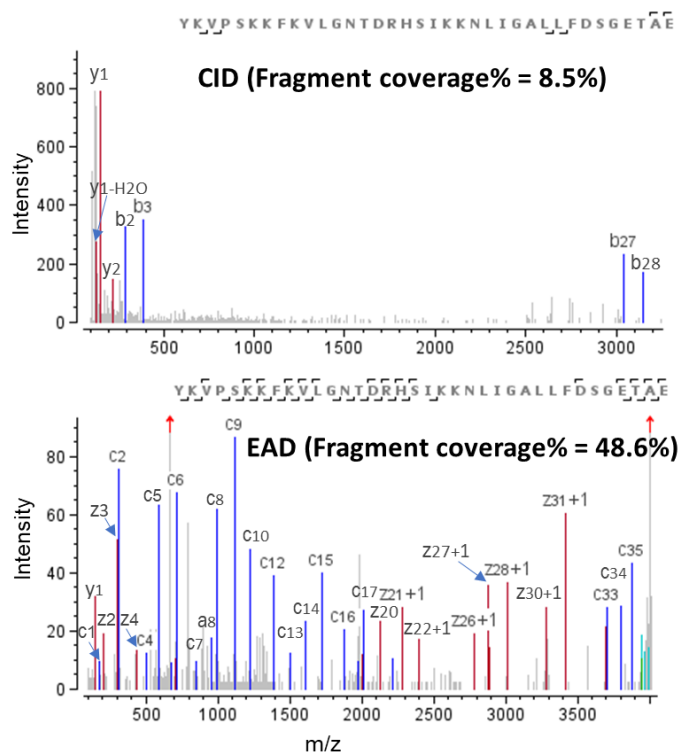 YKVPSKKFKVLGNTDRHSIKKNLIGALLFDSGETAE
CID (Fragment coverage% = 8.5%)
y1
800
600
Intensity
400
y1-H2O
b2
b3
b27
200
y2
b28
0
500 1000 1500 2000 2500 3000
YKVPSKKFKVLGNTDRHSIKKNLIGALLFDSGETAE
EAD (Fragment coverage% = 48.6%)
c9
80
c2
c6
c5
c8
z31+1
60
z3
c10
Intensity
c12
c15
z27+1
z28+1
c35
40
y1
c34
z2
z4
c14
c17
z21+1
z30+1
c33
20
c1
c4
a8
c13
c16
z20
z22+1
z26+1
c7
0
500 1000 1500 2000 2500 3000 3500
m/z